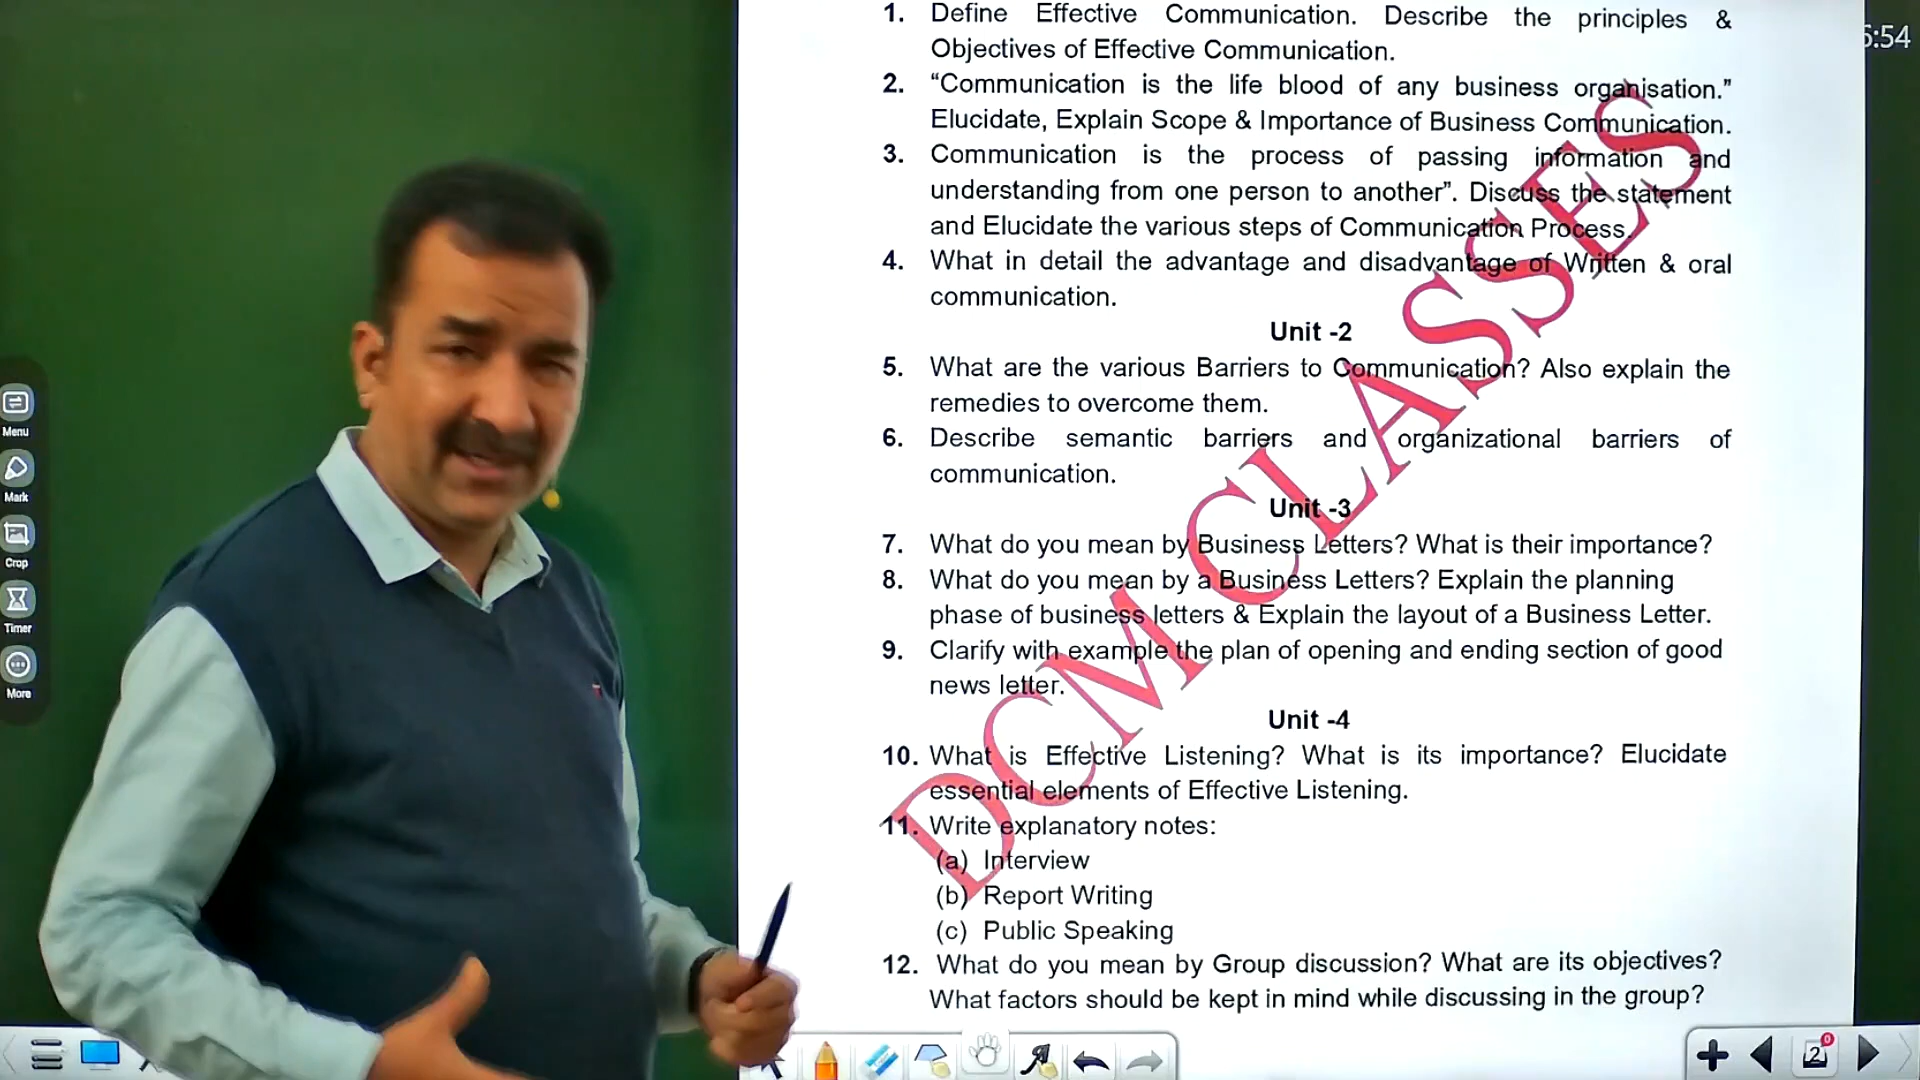 1. Define Effective Communication. Describe the principles &
Objectives of Effective Communication.
2. “Communication is the life blood of any business organisation.”
Elucidate, Explain Scope & Importance of Business Communication.
3. Communication is the process of passing information and
understanding from one person to another”. Discuss the statement
and Elucidate the various steps of Communication Process.
4. What in detail the advantage and disadvantage of Written & oral
communication.
Unit -2
5. What are the various Barriers to Communication? Also explain the
remedies to overcome them.
6. Describe semantic barriers and organizational barriers of
communication.
Unit -3
7. What do you mean by Business Letters? What is their importance?
8. What do you mean by a Business Letters? Explain the planning
phase of business letters & Explain the layout of a Business Letter.
9. Clarify with example the plan of opening and ending section of good
news letter.
Unit -4
10. What is Effective Listening? What is its importance? Elucidate
essential elements of Effective Listening.
11. Write explanatory notes:
(a) Interview
(b) Report Writing
(c) Public Speaking
12. What do you mean by Group discussion? What are its objectives?
What factors should be kept in mind while discussing in the group?
DCM CLASSES
Menu
Mark
Crop
Timer
More
5:54
2
0